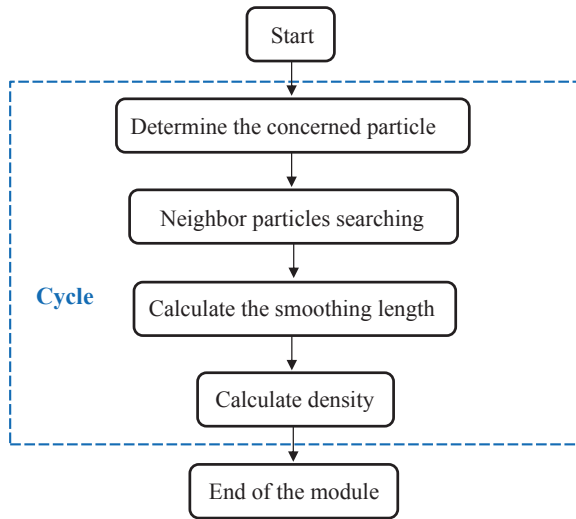 Start
Determine the concerned particle
Neighbor particles searching
Cycle
Calculate the smoothing length
Calculate density
End of the module